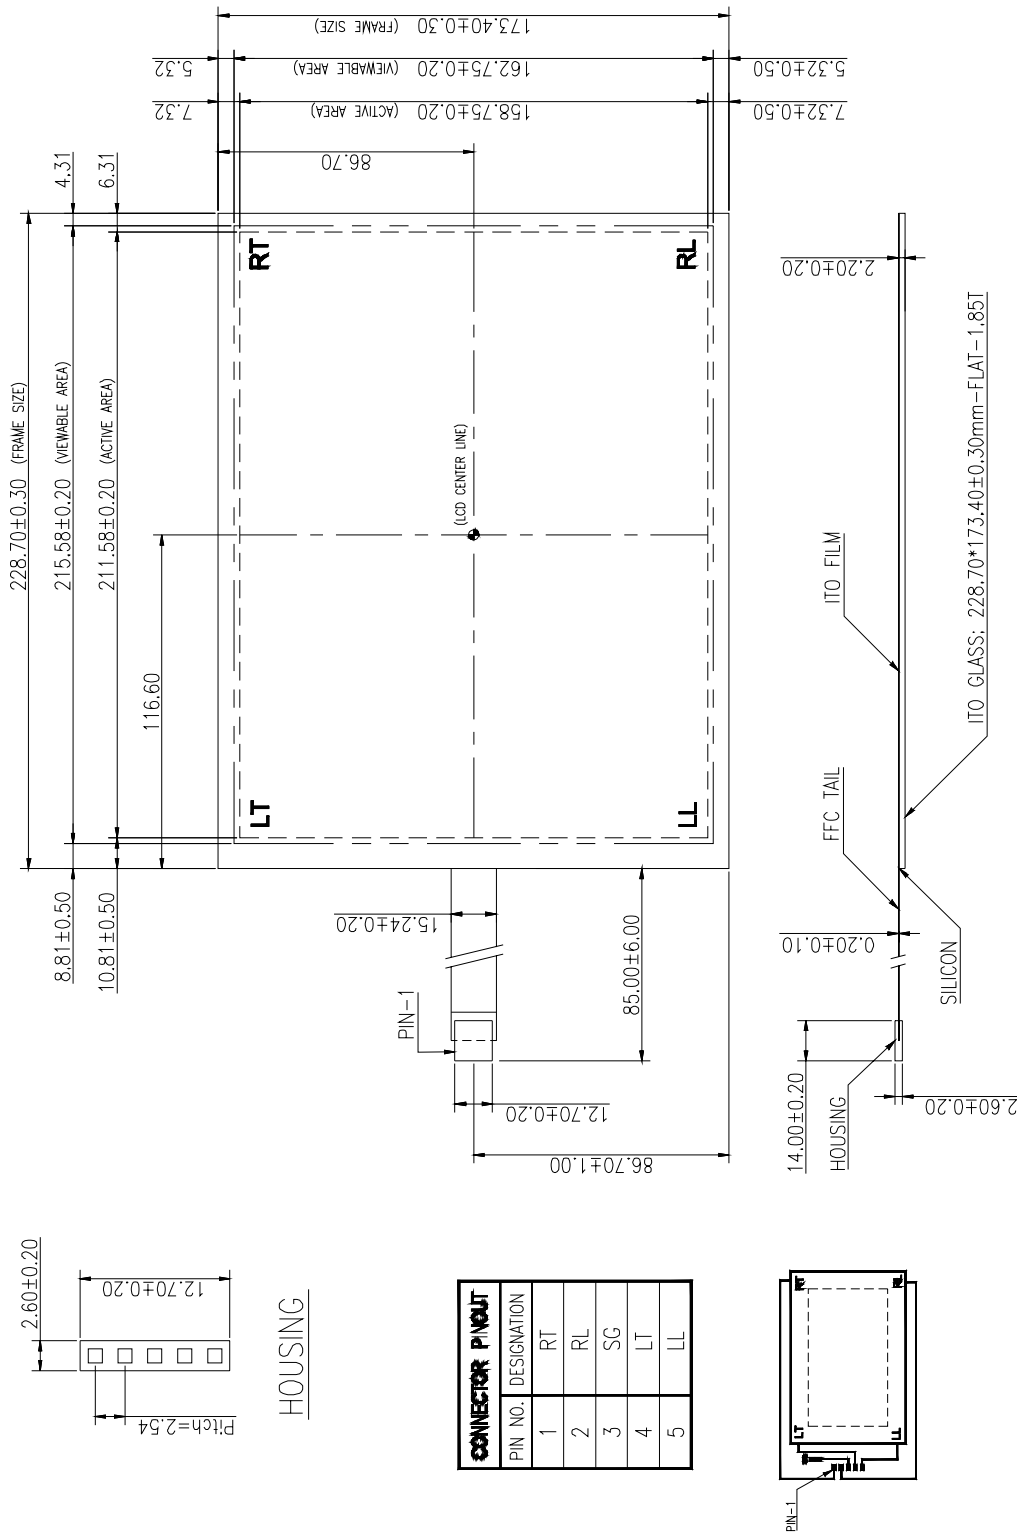 173.40±0.30 (FRAME SIZE)
5.32
162.75±0.20 (VIEWABLE AREA)
5.32±0.50
7.32
158.75±0.20 (ACTIVE AREA)
7.32±0.50
86.70
4.31
6.31
228.70±0.30 (FRAME SIZE)
215.58±0.20 (VIEWABLE AREA)
211.58±0.20 (ACTIVE AREA)
116.60
8.81±0.50
10.81±0.50
RT
RL
(LCD CENTER LINE)
LT
LL
15.24±0.20
PIN-1
85.00±6.00
12.70±0.20
86.70±1.00
2.20±0.20
ITO FILM
ITO GLASS: 228.70*173.40±0.30mm-FLAT-1.85T
FFC TAIL
0.20±0.10
SILICON
14.00±0.20
HOUSING
2.60±0.20
2.60±0.20
12.70±0.20
Pitch=2.54
HOUSING
CONNECTOR PINOUT
PIN NO. DESIGNATION
1 RT
2 RL
3 SG
4 LT
5 LL
RT
RL
LT
LL
PIN-1